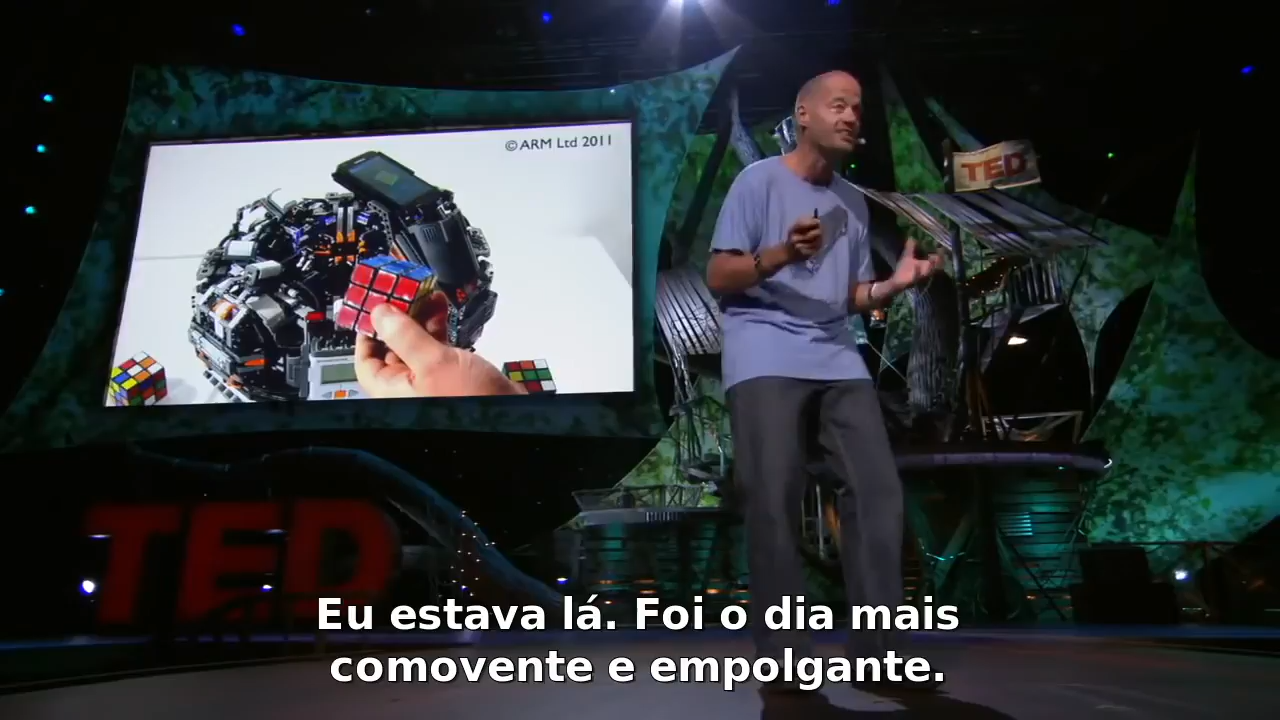 © ARM Ltd 2011
TED
TED
Eu estava lá. Foi o dia mais
comovente e empolgante.